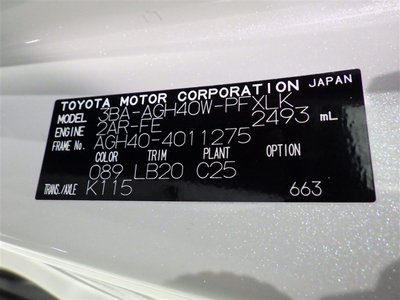 TOYOTA MOTOR CORPORATION JAPAN
MODEL 3BA-AGH40W-PFXLK
ENGINE 2AR-FE 2493 mL
FRAME No. AGH40-4011275
COLOR TRIM PLANT OPTION
089 LB20 C25
TRANS./AXLE K115 663